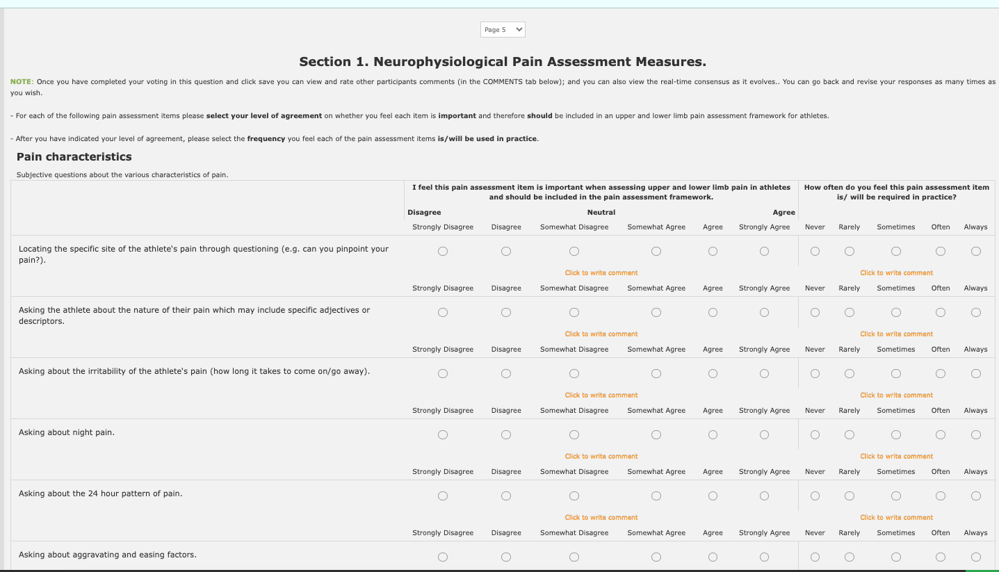 Page 5
Section 1. Neurophysiological Pain Assessment Measures.
NOTE: Once you have completed your voting in this question and click save you can view and rate other participants comments (in the COMMENTS tab below); and you can also view the real-time consensus as it evolves.. You can go back and revise your responses as many times as
you wish.
- For each of the following pain assessment items please select your level of agreement on whether you feel each item is important and therefore should be included in an upper and lower limb pain assessment framework for athletes.
- After you have indicated your level of agreement, please select the frequency you feel each of the pain assessment items is/will be used in practice.
Pain characteristics
Subjective questions about the various characteristics of pain.
I feel this pain assessment item is important when assessing upper and lower limb pain in athletes
and should be included in the pain assessment framework.
How often do you feel this pain assessment item
is/ will be required in practice?
Disagree Neutral Agree
Strongly Disagree Disagree Somewhat Disagree Somewhat Agree Agree Strongly Agree Never Rarely Sometimes Often Always
Locating the specific site of the athlete‘s pain through questioning (e.g. can you pinpoint your
pain?).
Click to write comment Click to write comment
Strongly Disagree Disagree Somewhat Disagree Somewhat Agree Agree Strongly Agree Never Rarely Sometimes Often Always
Asking the athlete about the nature of their pain which may include specific adjectives or
descriptors.
Click to write comment Click to write comment
Strongly Disagree Disagree Somewhat Disagree Somewhat Agree Agree Strongly Agree Never Rarely Sometimes Often Always
Asking about the irritability of the athlete‘s pain (how long it takes to come on/go away).
Click to write comment Click to write comment
Strongly Disagree Disagree Somewhat Disagree Somewhat Agree Agree Strongly Agree Never Rarely Sometimes Often Always
Asking about night pain.
Click to write comment Click to write comment
Strongly Disagree Disagree Somewhat Disagree Somewhat Agree Agree Strongly Agree Never Rarely Sometimes Often Always
Asking about the 24 hour pattern of pain.
Click to write comment Click to write comment
Strongly Disagree Disagree Somewhat Disagree Somewhat Agree Agree Strongly Agree Never Rarely Sometimes Often Always
Asking about aggravating and easing factors.